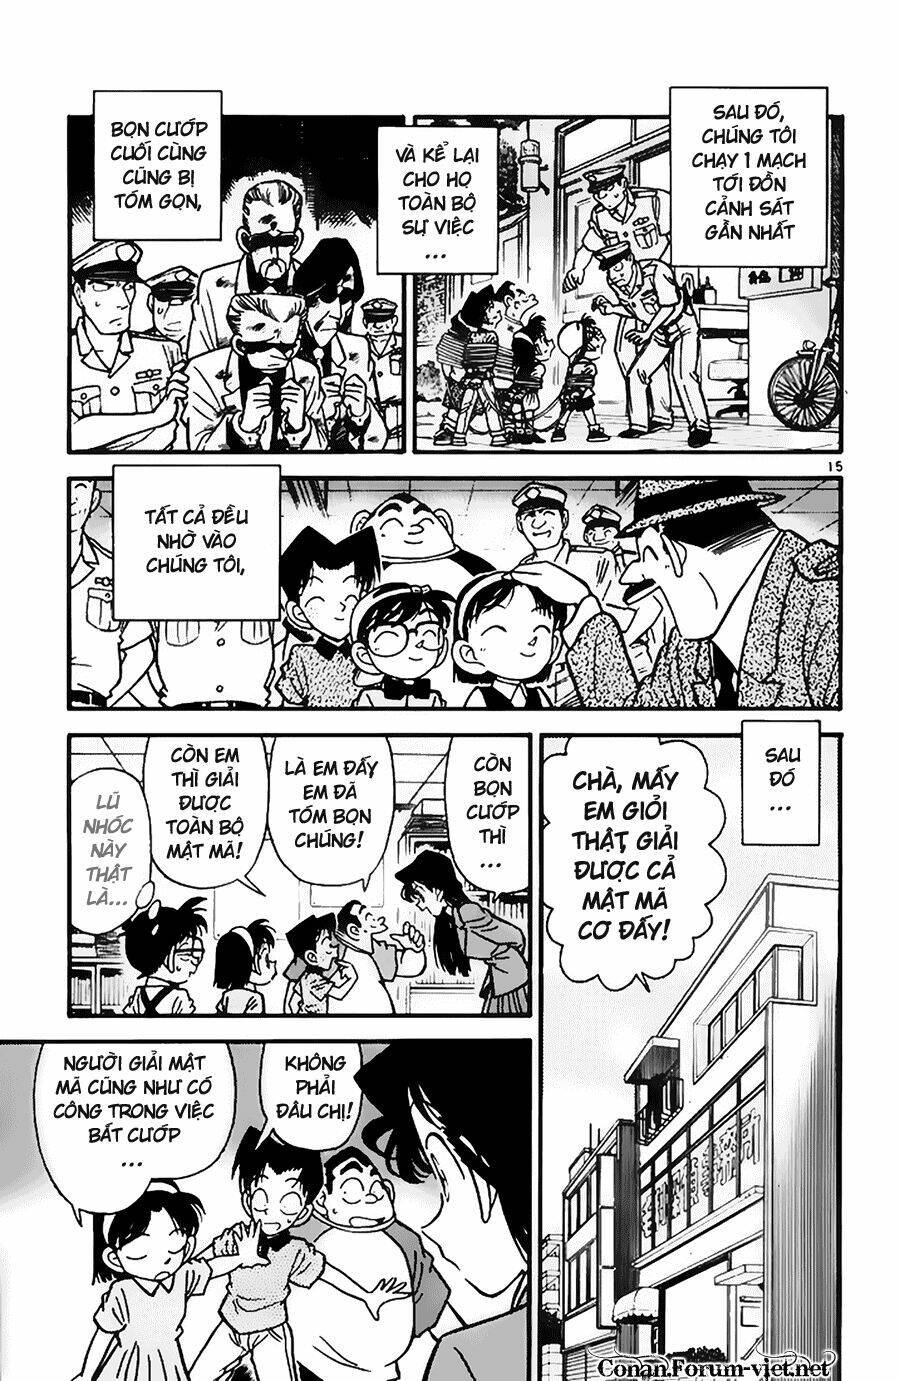 SAU ĐÓ,
CHÚNG TÔI
CHẠY 1 MẠCH
TỚI ĐỒN
CẢNH SÁT
GẦN NHẤT
VÀ KỂ LẠI
CHO HỌ
TOÀN BỘ
SỰ VIỆC
...
BỌN CƯỚP
CUỐI CÙNG
CŨNG BỊ
TÓM GỌN,
15
TẤT CẢ ĐỀU
NHỜ VÀO
CHÚNG TÔI,
SAU
ĐÓ
...
CHÀ, MẤY
EM GIỎI
THẬT, GIẢI
ĐƯỢC CẢ
MẬT MÃ
CƠ ĐẤY!
CÒN
BỌN
CƯỚP
THÌ
...
LÀ EM ĐẤY
EM ĐÃ
TÓM BỌN
CHÚNG!
CÒN EM
THÌ GIẢI
ĐƯỢC
TOÀN BỘ
MẬT MÃ!
LŨ
NHÓC
NÀY
THẬT
LÀ...
KHÔNG
PHẢI
ĐÂU CHỊ!
NGƯỜI GIẢI MẬT
MÃ CŨNG NHƯ CÓ
CÔNG TRONG VIỆC
BẮT CƯỚP
...
Conan.Forum-viet.net